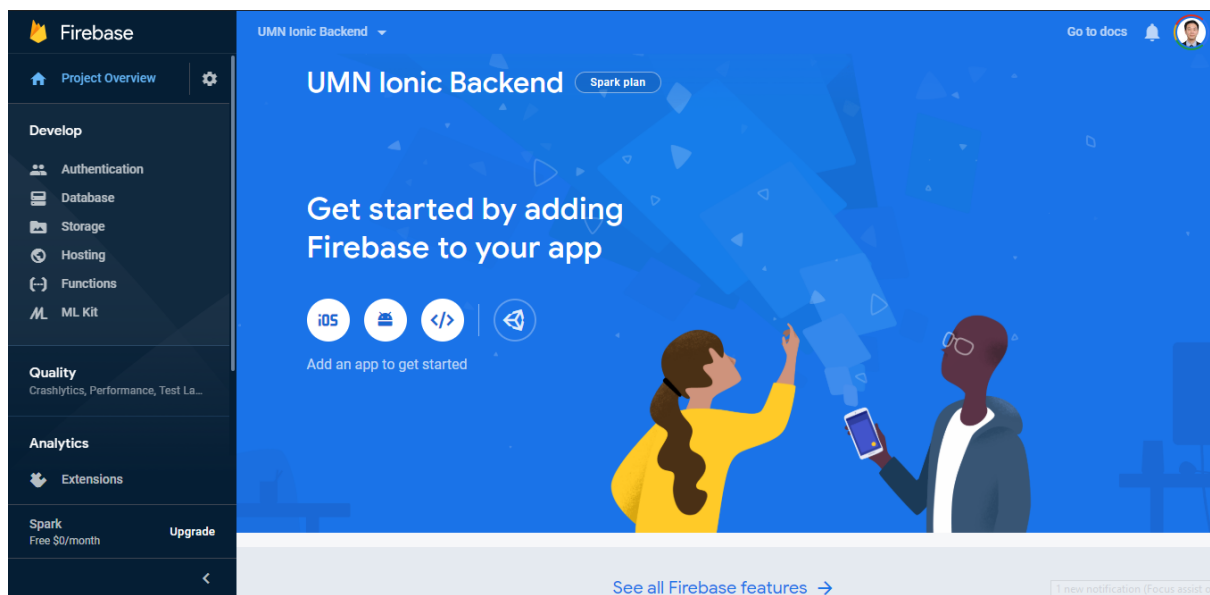 Firebase
Project Overview
Develop
Authentication
Database
Storage
Hosting
Functions
ML Kit
Quality
Crashlytics, Performance, Test La...
Analytics
Extensions
Spark
Free $0/month
Upgrade
UMN Ionic Backend
Go to docs
UMN Ionic Backend
Spark plan
Get started by adding
Firebase to your app
iOS
Add an app to get started
See all Firebase features →
1 new notification (Focus assist